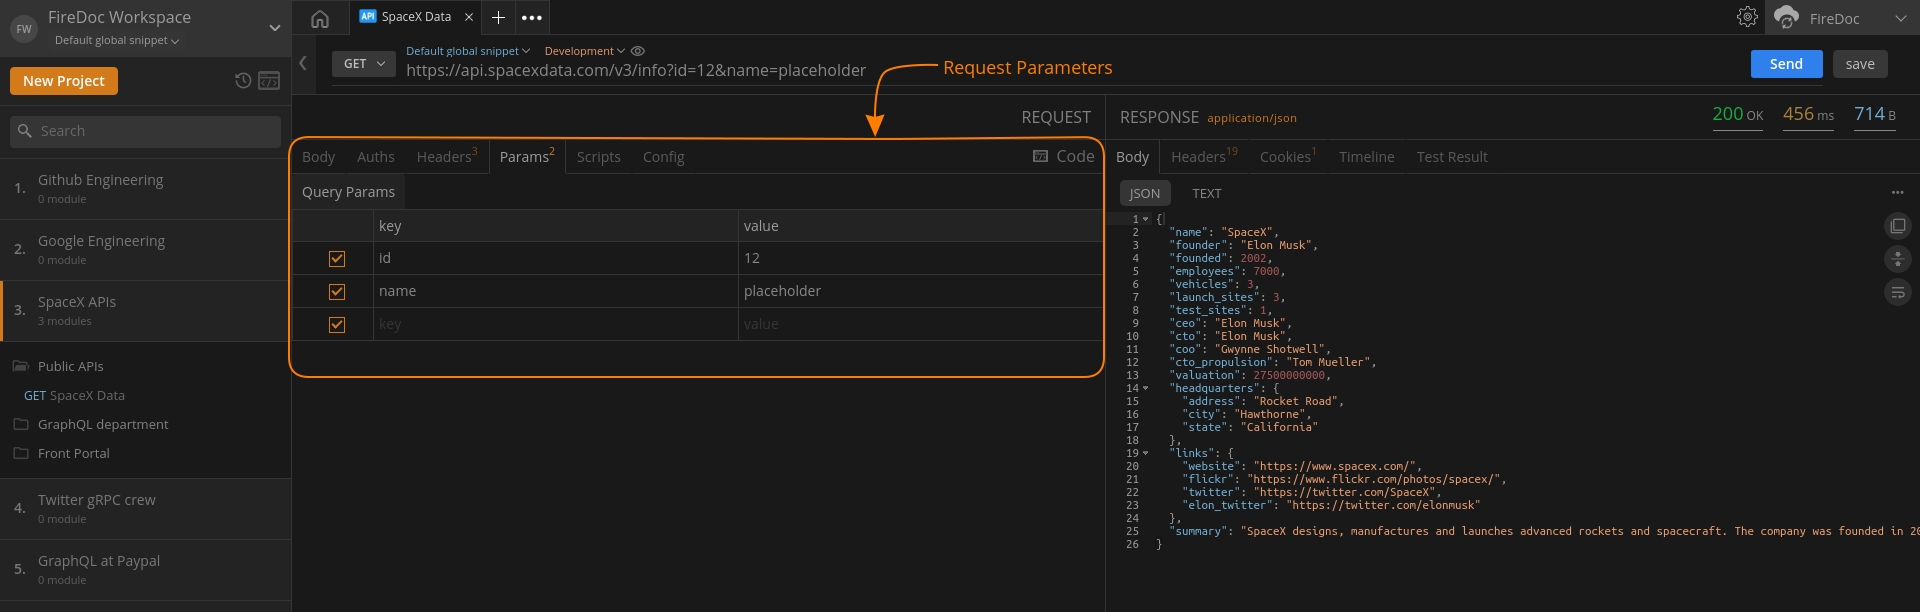 FW
FireDoc Workspace
Default global snippet
New Project
Search
1.
Github Engineering
0 module
2.
Google Engineering
0 module
3.
SpaceX APIs
3 modules
Public APIs
GET SpaceX Data
GraphQL department
Front Portal
4.
Twitter gRPC crew
0 module
5.
GraphQL at Paypal
0 module
API SpaceX Data
FireDoc
GET
Default global snippet Development
https://api.spacexdata.com/v3/info?id=12&name=placeholder
Request Parameters
Send
save
REQUEST
Body Auths Headers3 Params2 Scripts Config
Code
Query Params
key value
id 12
name placeholder
key value
RESPONSE application/json
200 OK 456 ms 714 B
Body Headers19 Cookies1 Timeline Test Result
JSON TEXT
1 {
2 "name": "SpaceX",
3 "founder": "Elon Musk",
4 "founded": 2002,
5 "employees": 7000,
6 "vehicles": 3,
7 "launch_sites": 3,
8 "test_sites": 1,
9 "ceo": "Elon Musk",
10 "cto": "Elon Musk",
11 "coo": "Gwynne Shotwell",
12 "cto_propulsion": "Tom Mueller",
13 "valuation": 27500000000,
14 "headquarters": {
15 "address": "Rocket Road",
16 "city": "Hawthorne",
17 "state": "California"
18 },
19 "links": {
20 "website": "https://www.spacex.com/",
21 "flickr": "https://www.flickr.com/photos/spacex/",
22 "twitter": "https://twitter.com/SpaceX",
23 "elon_twitter": "https://twitter.com/elonmusk"
24 },
25 "summary": "SpaceX designs, manufactures and launches advanced rockets and spacecraft. The company was founded in 20
26 }